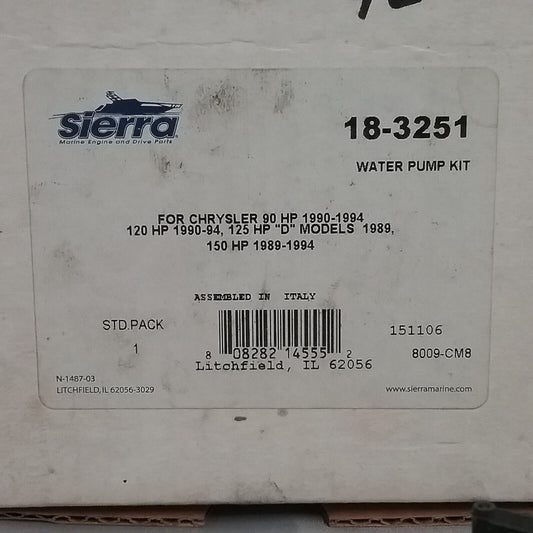 Sierra
Marine Engine and Drive Parts
18-3251
WATER PUMP KIT
FOR CHRYSLER 90 HP 1990-1994
120 HP 1990-94, 125 HP "D" MODELS 1989,
150 HP 1989-1994
ASSEMBLED IN ITALY
STD.PACK
1
8 08282 14555 2
Litchfield, IL 62056
151106
8009-CM8
N-1487-03
LITCHFIELD, IL 62056-3029
www.sierramarine.com